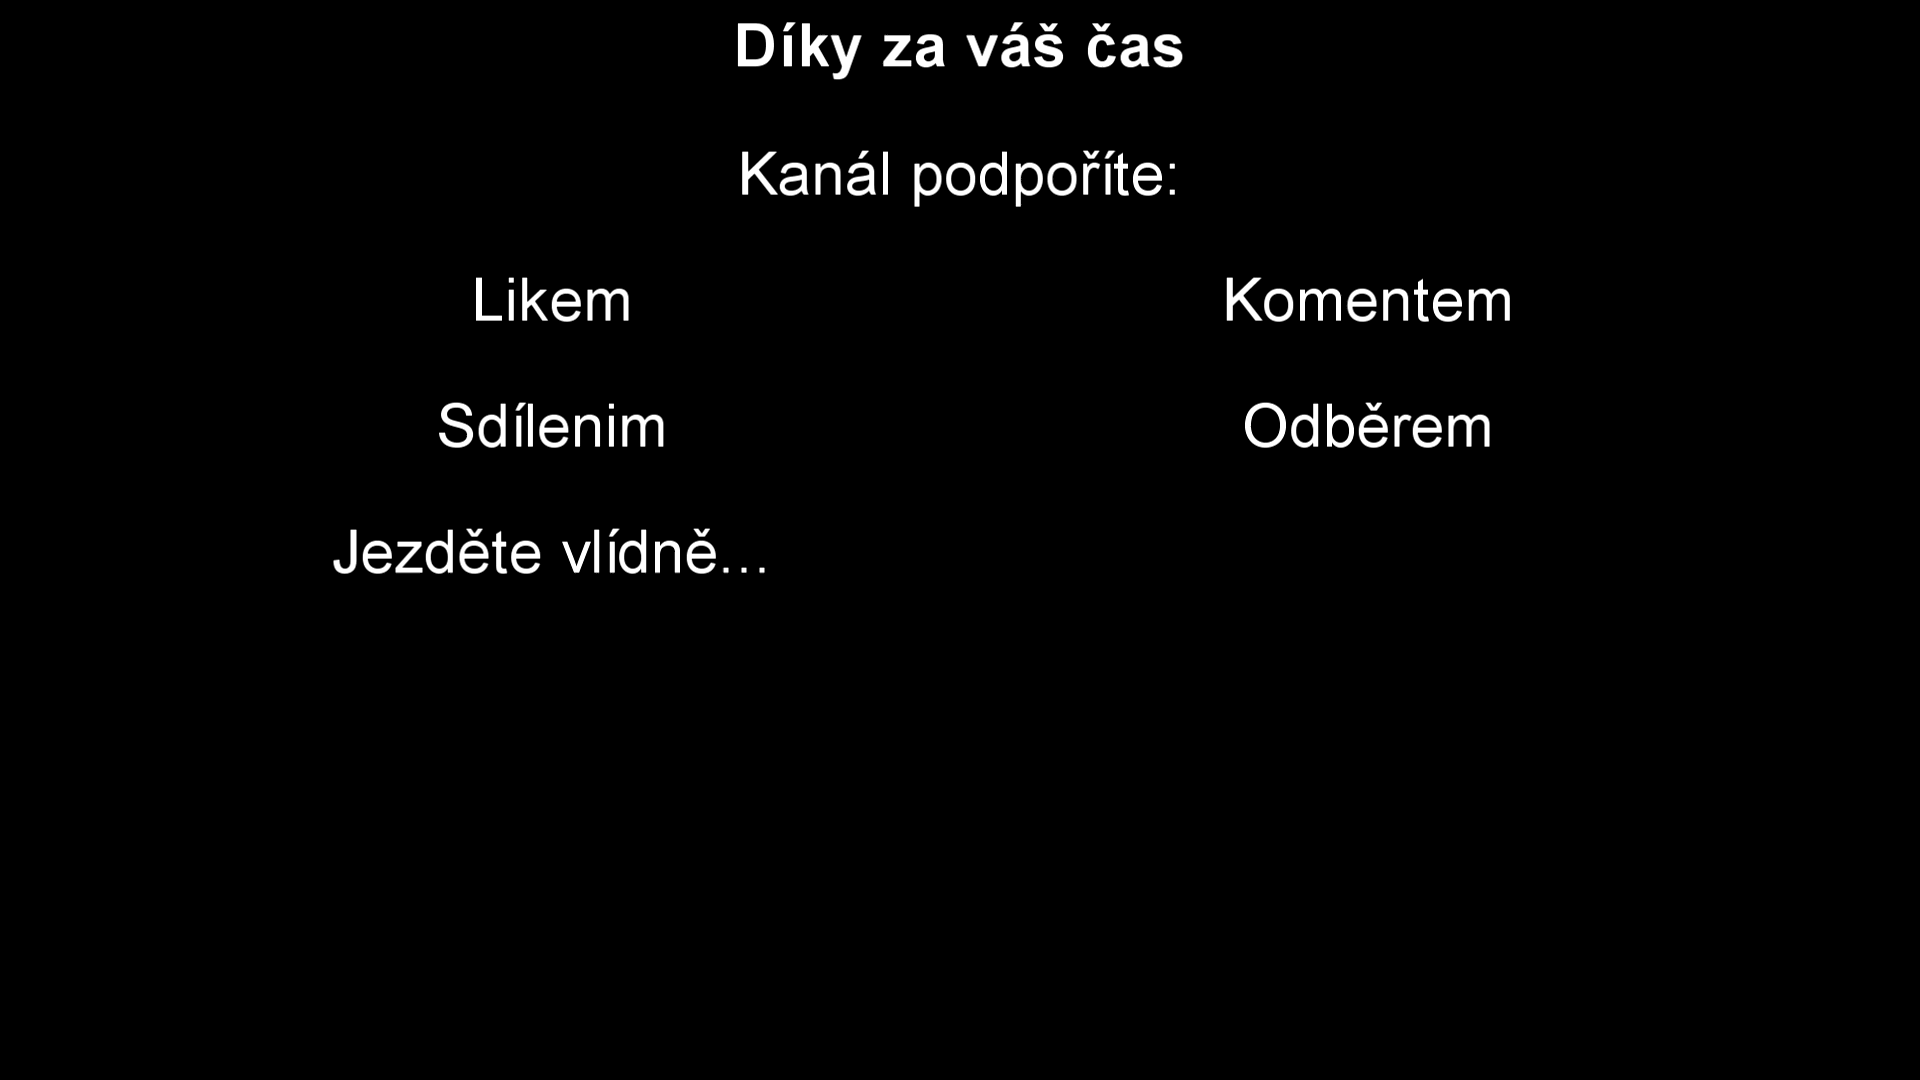 Díky za váš čas
Kanál podpoříte:
Likem
Komentem
Sdílenim
Odběrem
Jezděte vlídně...